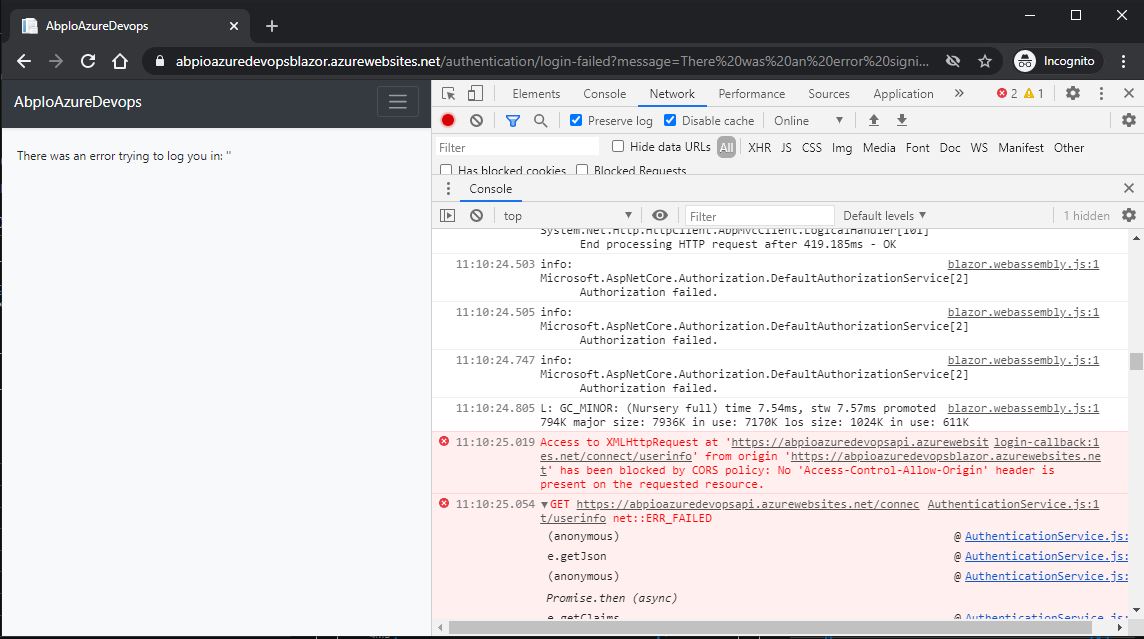 AbpIoAzureDevops
abpioazuredevopsblazor.azurewebsites.net/authentication/login-failed?message=There%20was%20an%20error%20signi...
Incognito
AbpIoAzureDevops
There was an error trying to log you in: ''
Elements Console Network Performance Sources Application » 2 1
Preserve log Disable cache Online
Filter Hide data URLs All XHR JS CSS Img Media Font Doc WS Manifest Other
Has blocked cookies Blocked Requests
Console
top Filter Default levels 1 hidden
System.Net.Http.HttpClient.AbpMvcClient.LogicalHandler[101]
End processing HTTP request after 419.185ms - OK
11:10:24.503 info: blazor.webassembly.js:1
Microsoft.AspNetCore.Authorization.DefaultAuthorizationService[2]
Authorization failed.
11:10:24.505 info: blazor.webassembly.js:1
Microsoft.AspNetCore.Authorization.DefaultAuthorizationService[2]
Authorization failed.
11:10:24.747 info: blazor.webassembly.js:1
Microsoft.AspNetCore.Authorization.DefaultAuthorizationService[2]
Authorization failed.
11:10:24.805 L: GC_MINOR: (Nursery full) time 7.54ms, stw 7.57ms promoted blazor.webassembly.js:1
794K major size: 7936K in use: 7170K los size: 1024K in use: 611K
11:10:25.019 Access to XMLHttpRequest at 'https://abpioazuredevopsapi.azurewebsit login-callback:1
es.net/connect/userinfo' from origin 'https://abpioazuredevopsblazor.azurewebsites.ne
t' has been blocked by CORS policy: No 'Access-Control-Allow-Origin' header is
present on the requested resource.
11:10:25.054 ▼GET https://abpioazuredevopsapi.azurewebsites.net/connec AuthenticationService.js:1
t/userinfo net::ERR_FAILED
(anonymous) @ AuthenticationService.js:
e.getJson @ AuthenticationService.js:
(anonymous) @ AuthenticationService.js:
Promise.then (async)
e.getClaims @ AuthenticationService.js: